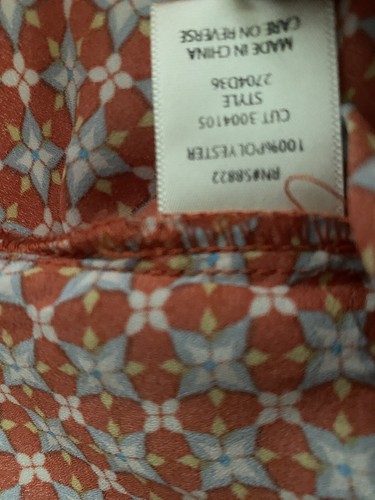 RN#58822
100%POLYESTER
CUT.3004105
STYLE
2704D36
MADE IN CHINA
CARE ON REVERSE